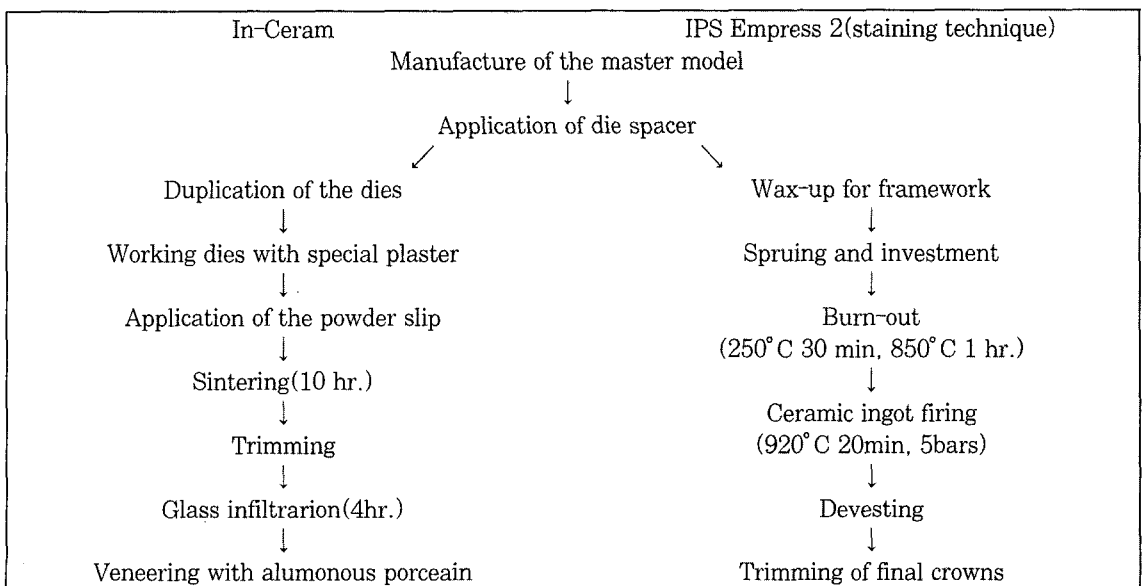 In-Ceram
IPS Empress 2(staining technique)
Manufacture of the master model
↓
Application of die spacer
↙ ↘
Duplication of the dies
↓
Working dies with special plaster
↓
Application of the powder slip
↓
Sintering(10 hr.)
↓
Trimming
↓
Glass infiltrarion(4hr.)
↓
Veneering with alumonous porceain
Wax-up for framework
↓
Spruing and investment
↓
Burn-out
(250°C 30 min, 850°C 1 hr.)
↓
Ceramic ingot firing
(920°C 20min, 5bars)
↓
Devesting
↓
Trimming of final crowns